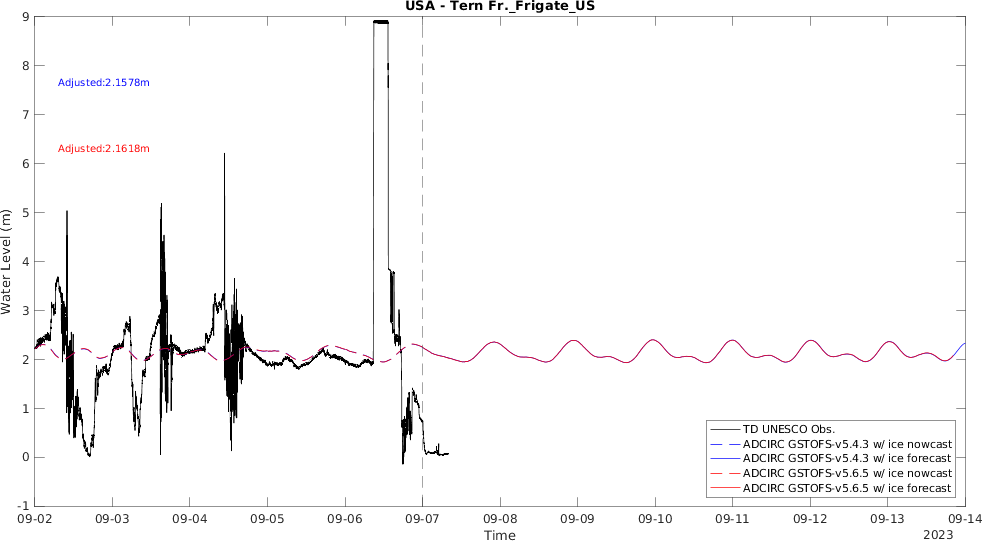 USA - Tern Fr._Frigate_US
9
8
7
6
5
4
3
2
1
0
-1
Water Level (m)
Adjusted:2.1578m
Adjusted:2.1618m
TD UNESCO Obs.
ADCIRC GSTOFS-v5.4.3 w/ ice nowcast
ADCIRC GSTOFS-v5.4.3 w/ ice forecast
ADCIRC GSTOFS-v5.6.5 w/ ice nowcast
ADCIRC GSTOFS-v5.6.5 w/ ice forecast
09-02 09-03 09-04 09-05 09-06 09-07 09-08 09-09 09-10 09-11 09-12 09-13 09-14
Time
2023